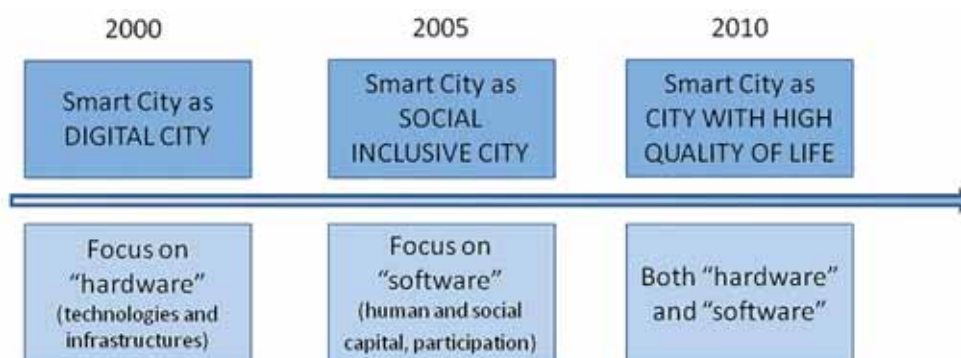 2000
2005
2010
Smart City as
DIGITAL CITY
Smart City as
SOCIAL
INCLUSIVE CITY
Smart City as
CITY WITH HIGH
QUALITY OF LIFE
Focus on
“hardware”
(technologies and
infrastructures)
Focus on
“software”
(human and social
capital, participation)
Both “hardware”
and “software”